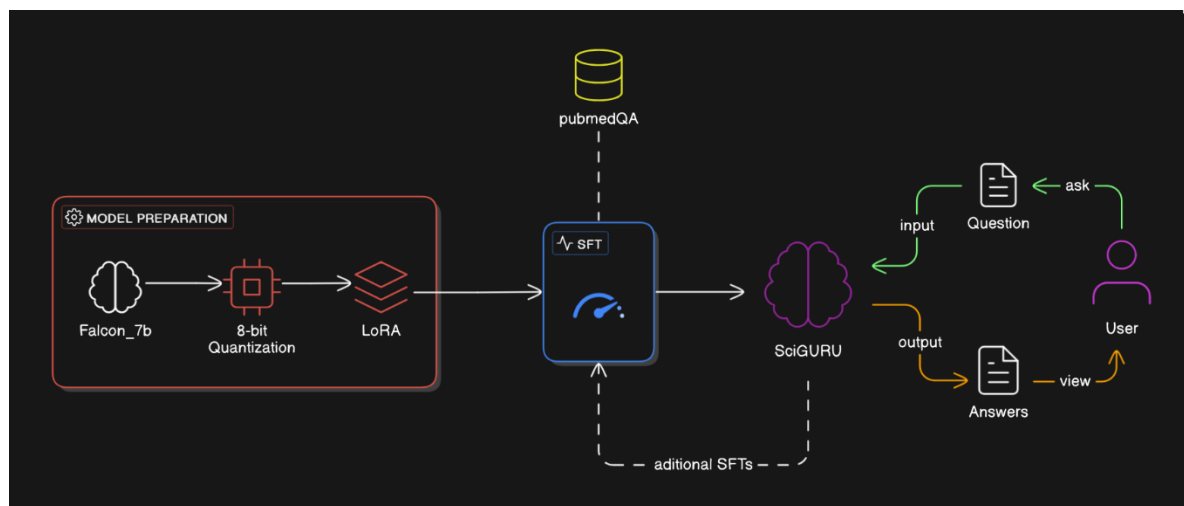 pubmedQA
MODEL PREPARATION
Falcon_7b
8-bit
Quantization
LoRA
SFT
SciGURU
input
Question
ask
User
output
Answers
view
aditional SFTs